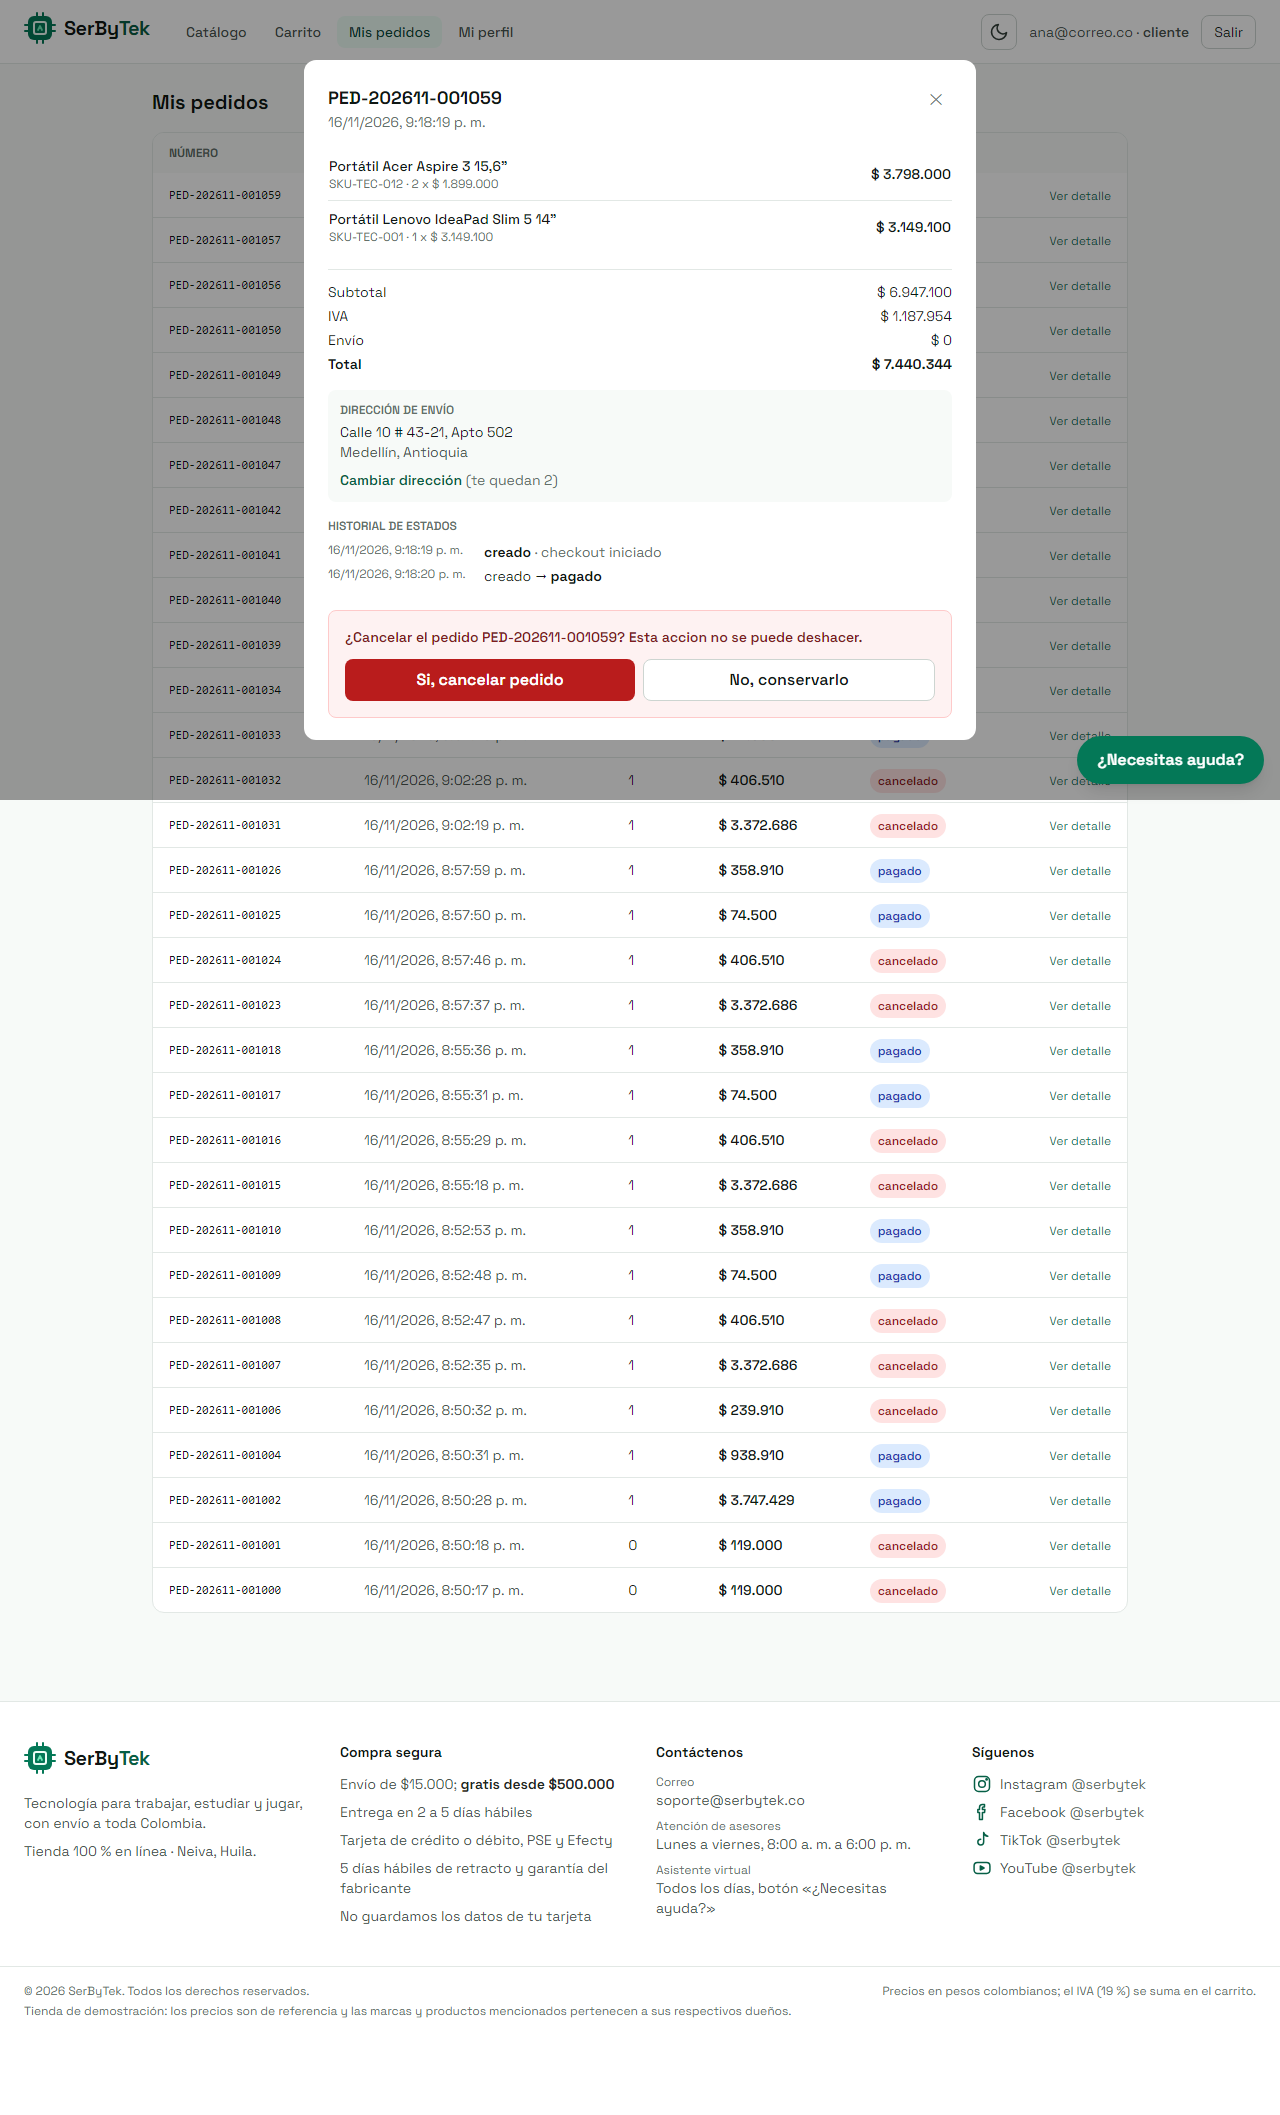 SerByTek
Catálogo
Carrito
Mis pedidos
Mi perfil
ana@correo.co · cliente
Salir
Mis pedidos
NÚMERO
PED-202611-001059
16/11/2026, 9:18:19 p. m.
Portátil Acer Aspire 3 15,6”
SKU-TEC-012 · 2 x $ 1.899.000
$ 3.798.000
Portátil Lenovo IdeaPad Slim 5 14”
SKU-TEC-001 · 1 x $ 3.149.100
$ 3.149.100
Subtotal $ 6.947.100
IVA $ 1.187.954
Envío $ 0
Total $ 7.440.344
DIRECCIÓN DE ENVÍO
Calle 10 # 43-21, Apto 502
Medellín, Antioquia
Cambiar dirección (te quedan 2)
HISTORIAL DE ESTADOS
16/11/2026, 9:18:19 p. m. creado · checkout iniciado
16/11/2026, 9:18:20 p. m. creado → pagado
¿Cancelar el pedido PED-202611-001059? Esta accion no se puede deshacer.
Si, cancelar pedido
No, conservarlo
PED-202611-001059 Ver detalle
PED-202611-001057 Ver detalle
PED-202611-001056 Ver detalle
PED-202611-001050 Ver detalle
PED-202611-001049 Ver detalle
PED-202611-001048 Ver detalle
PED-202611-001047 Ver detalle
PED-202611-001042 Ver detalle
PED-202611-001041 Ver detalle
PED-202611-001040 Ver detalle
PED-202611-001039 Ver detalle
PED-202611-001034 Ver detalle
PED-202611-001033 pagado Ver detalle
¿Necesitas ayuda?
PED-202611-001032 16/11/2026, 9:02:28 p. m. 1 $ 406.510 cancelado Ver detalle
PED-202611-001031 16/11/2026, 9:02:19 p. m. 1 $ 3.372.686 cancelado Ver detalle
PED-202611-001026 16/11/2026, 8:57:59 p. m. 1 $ 358.910 pagado Ver detalle
PED-202611-001025 16/11/2026, 8:57:50 p. m. 1 $ 74.500 pagado Ver detalle
PED-202611-001024 16/11/2026, 8:57:46 p. m. 1 $ 406.510 cancelado Ver detalle
PED-202611-001023 16/11/2026, 8:57:37 p. m. 1 $ 3.372.686 cancelado Ver detalle
PED-202611-001018 16/11/2026, 8:55:36 p. m. 1 $ 358.910 pagado Ver detalle
PED-202611-001017 16/11/2026, 8:55:31 p. m. 1 $ 74.500 pagado Ver detalle
PED-202611-001016 16/11/2026, 8:55:29 p. m. 1 $ 406.510 cancelado Ver detalle
PED-202611-001015 16/11/2026, 8:55:18 p. m. 1 $ 3.372.686 cancelado Ver detalle
PED-202611-001010 16/11/2026, 8:52:53 p. m. 1 $ 358.910 pagado Ver detalle
PED-202611-001009 16/11/2026, 8:52:48 p. m. 1 $ 74.500 pagado Ver detalle
PED-202611-001008 16/11/2026, 8:52:47 p. m. 1 $ 406.510 cancelado Ver detalle
PED-202611-001007 16/11/2026, 8:52:35 p. m. 1 $ 3.372.686 cancelado Ver detalle
PED-202611-001006 16/11/2026, 8:50:32 p. m. 1 $ 239.910 cancelado Ver detalle
PED-202611-001004 16/11/2026, 8:50:31 p. m. 1 $ 938.910 pagado Ver detalle
PED-202611-001002 16/11/2026, 8:50:28 p. m. 1 $ 3.747.429 pagado Ver detalle
PED-202611-001001 16/11/2026, 8:50:18 p. m. 0 $ 119.000 cancelado Ver detalle
PED-202611-001000 16/11/2026, 8:50:17 p. m. 0 $ 119.000 cancelado Ver detalle
SerByTek
Tecnología para trabajar, estudiar y jugar,
con envío a toda Colombia.
Tienda 100 % en línea · Neiva, Huila.
Compra segura
Envío de $15.000; gratis desde $500.000
Entrega en 2 a 5 días hábiles
Tarjeta de crédito o débito, PSE y Efecty
5 días hábiles de retracto y garantía del
fabricante
No guardamos los datos de tu tarjeta
Contáctenos
Correo
soporte@serbytek.co
Atención de asesores
Lunes a viernes, 8:00 a. m. a 6:00 p. m.
Asistente virtual
Todos los días, botón «¿Necesitas
ayuda?»
Síguenos
Instagram @serbytek
Facebook @serbytek
TikTok @serbytek
YouTube @serbytek
© 2026 SerByTek. Todos los derechos reservados.
Precios en pesos colombianos; el IVA (19 %) se suma en el carrito.
Tienda de demostración: los precios son de referencia y las marcas y productos mencionados pertenecen a sus respectivos dueños.